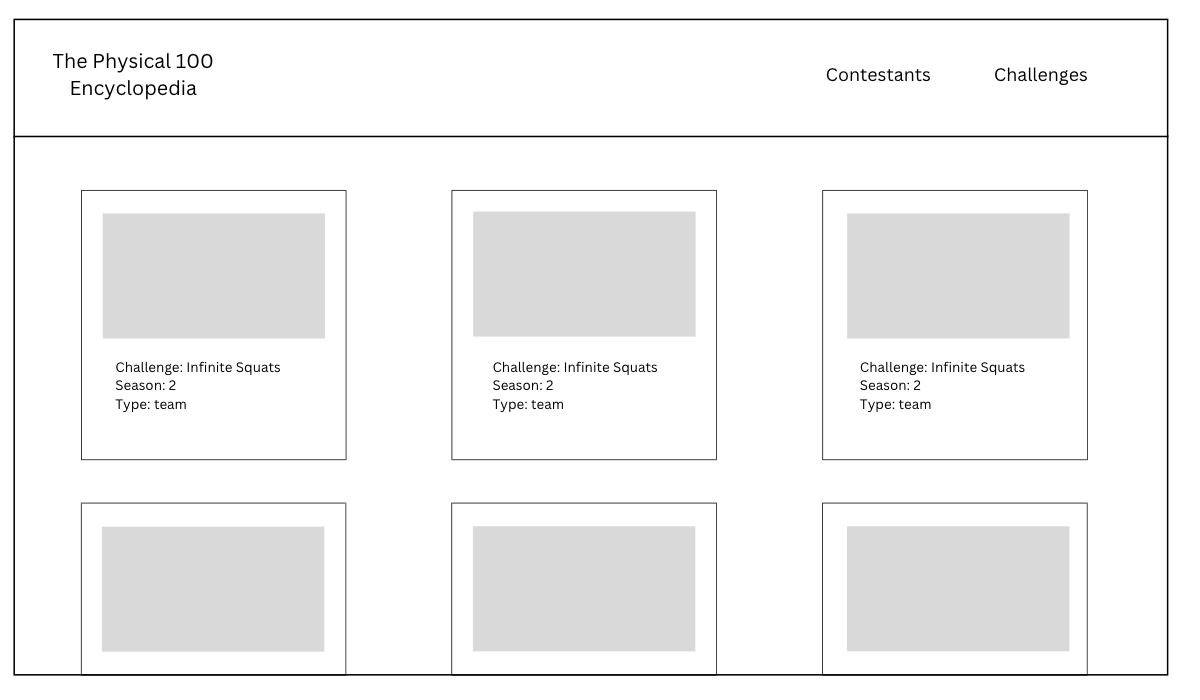 The Physical 100
Encyclopedia
Contestants
Challenges
Challenge: Infinite Squats
Season: 2
Type: team
Challenge: Infinite Squats
Season: 2
Type: team
Challenge: Infinite Squats
Season: 2
Type: team